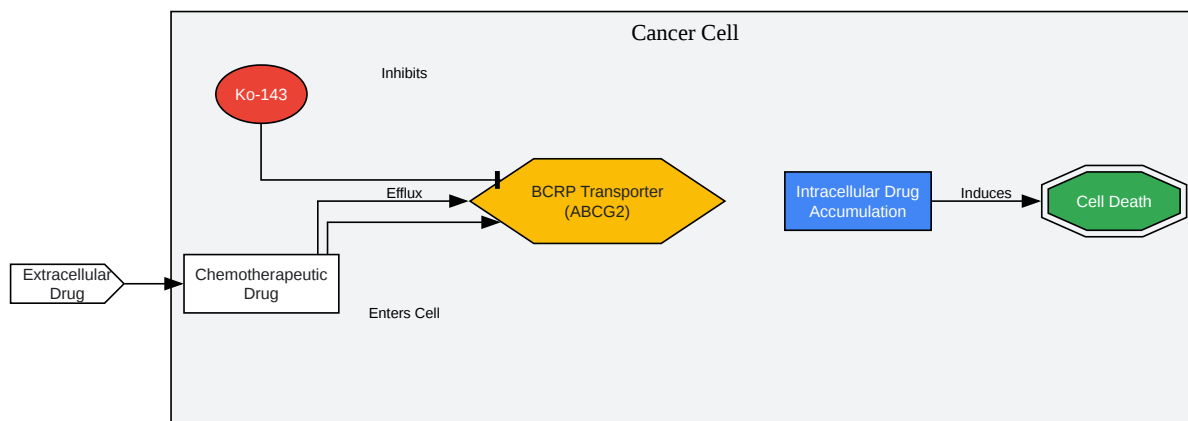 Cancer Cell
Inhibits
Ko-143
Efflux
BCRP Transporter
(ABCG2)
Intracellular Drug
Accumulation
Induces
Cell Death
Extracellular
Drug
Chemotherapeutic
Drug
Enters Cell